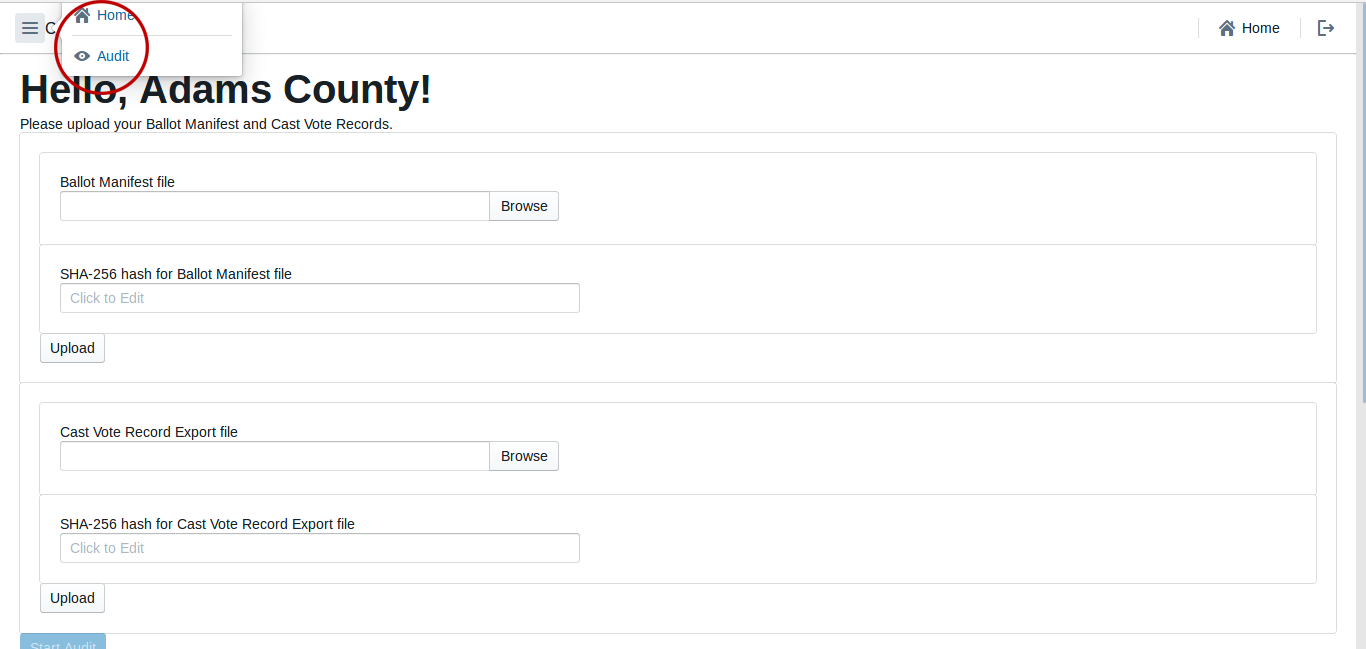 Home
C
Home
Audit
Hello, Adams County!
Please upload your Ballot Manifest and Cast Vote Records.
Ballot Manifest file
Browse
SHA-256 hash for Ballot Manifest file
Click to Edit
Upload
Cast Vote Record Export file
Browse
SHA-256 hash for Cast Vote Record Export file
Click to Edit
Upload
Start Audit